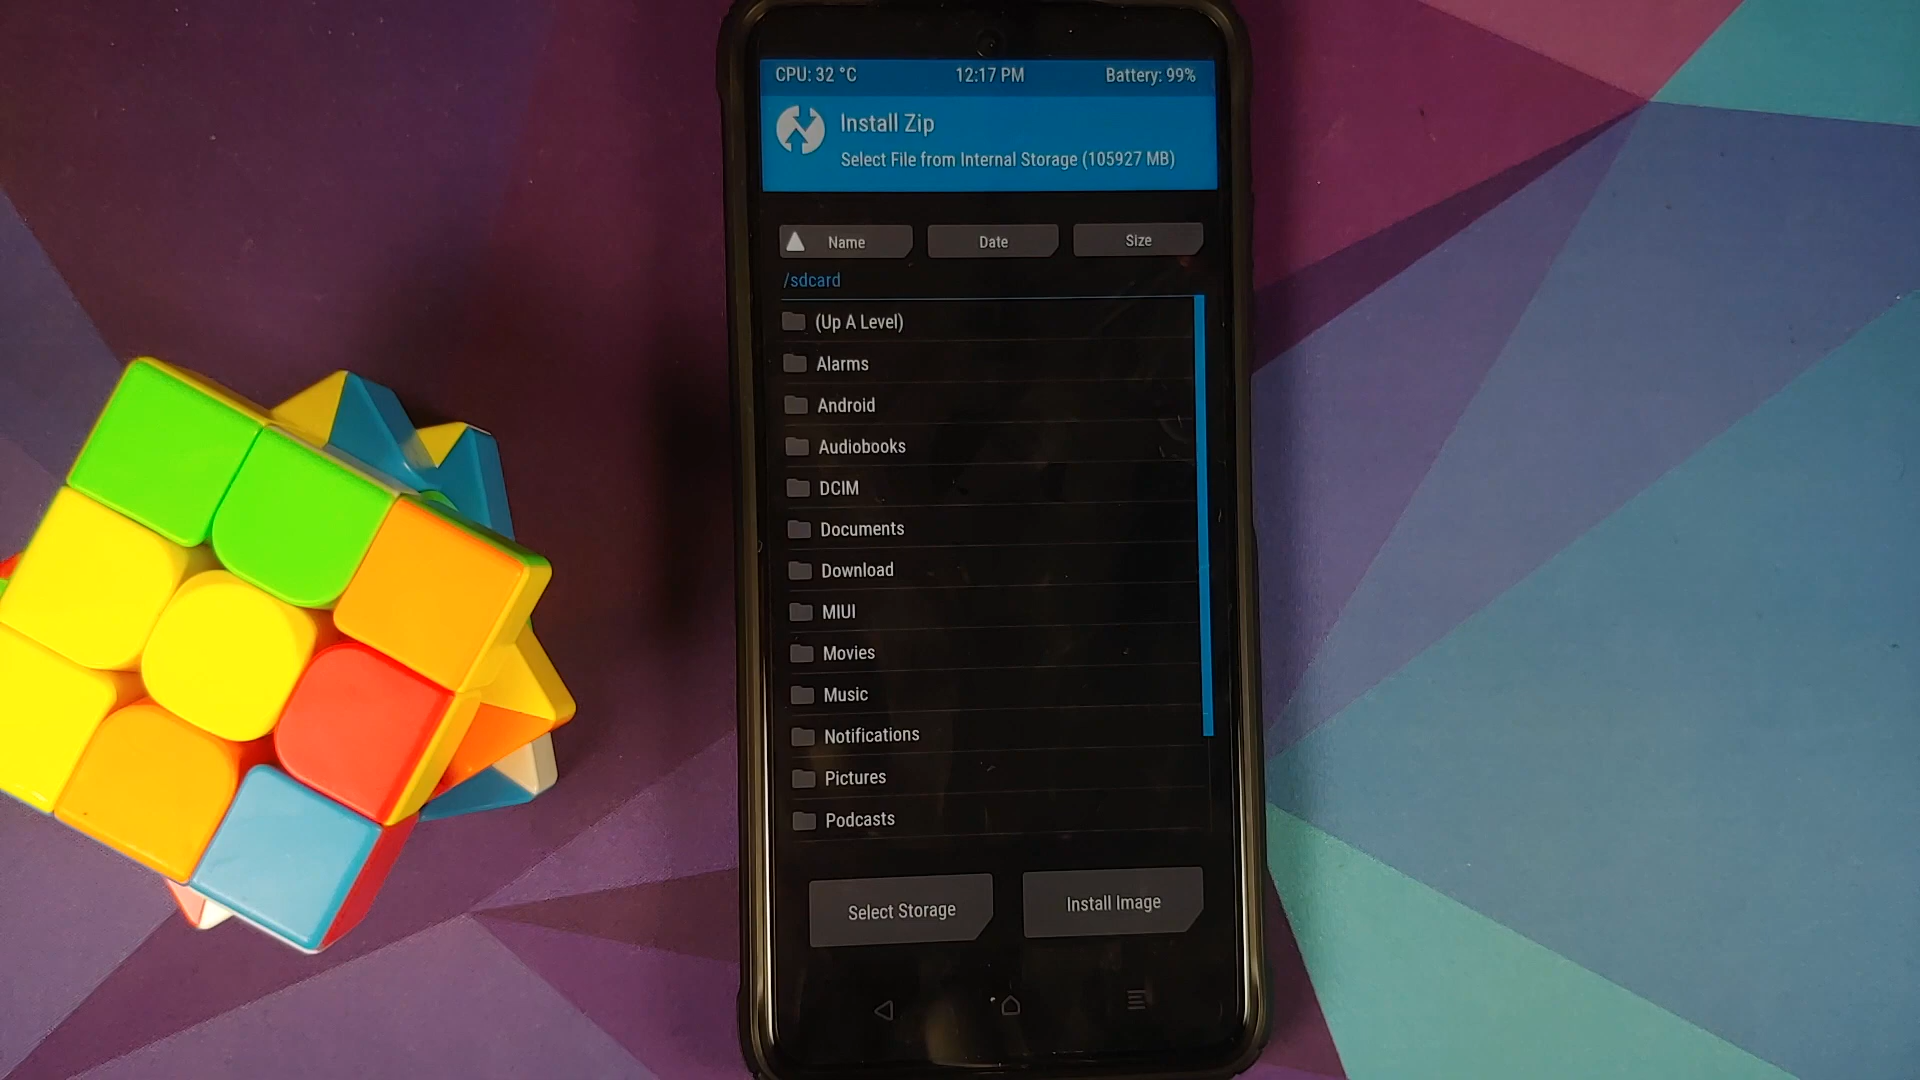 CPU: 32 °C 12:17 PM Battery: 99%
Install Zip
Select File from Internal Storage (105927 MB)
Name Date Size
/sdcard
(Up A Level)
Alarms
Android
Audiobooks
DCIM
Documents
Download
MIUI
Movies
Music
Notifications
Pictures
Podcasts
Select Storage Install Image